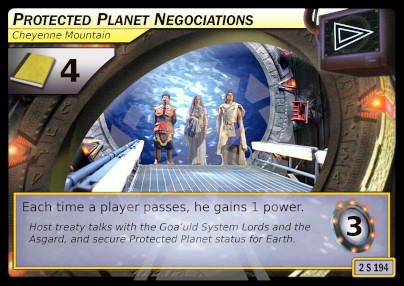 Protected Planet Negociations
Cheyenne Mountain
4
Each time a player passes, he gains 1 power.
Host treaty talks with the Goa'uld System Lords and the
Asgard, and secure Protected Planet status for Earth.
3
2 S 194